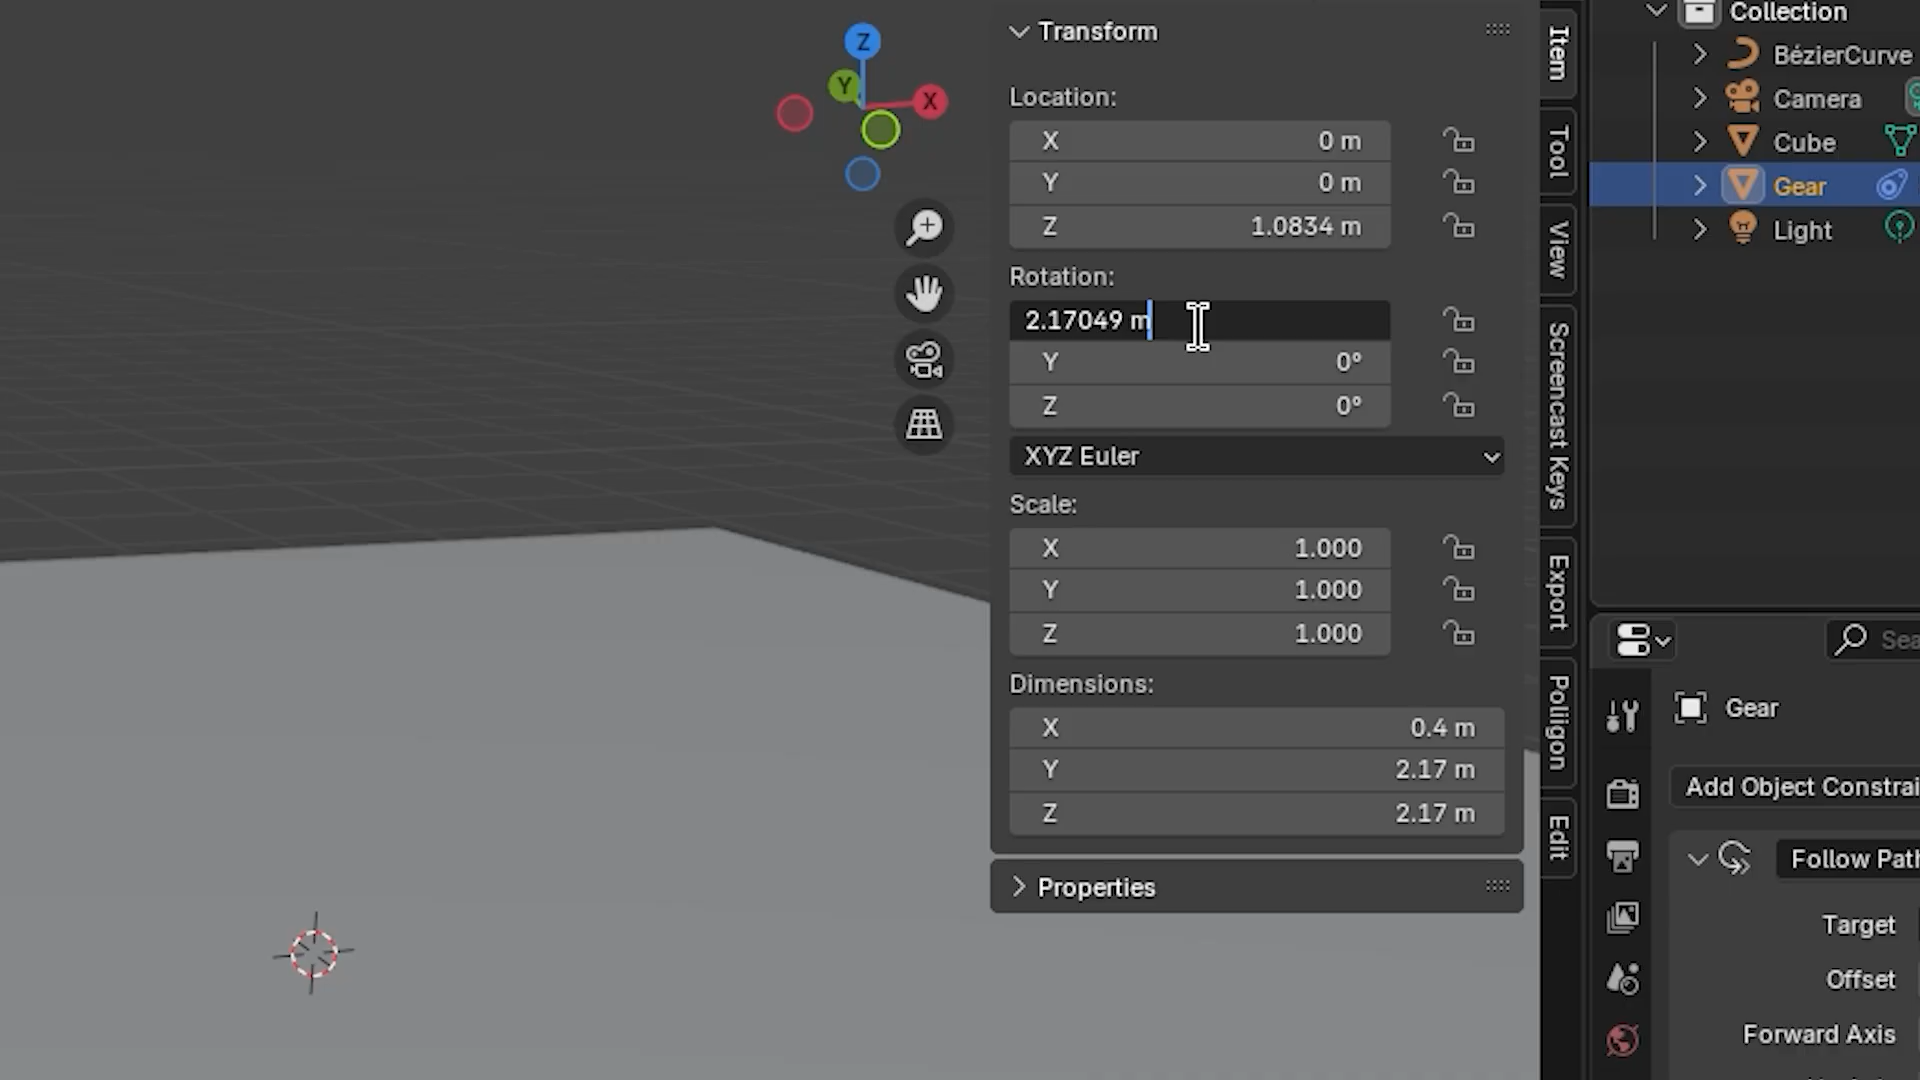 Transform
Location:
X 0 m
Y 0 m
Z 1.0834 m
Rotation:
2.17049 m
Y 0°
Z 0°
XYZ Euler
Scale:
X 1.000
Y 1.000
Z 1.000
Dimensions:
X 0.4 m
Y 2.17 m
Z 2.17 m
Properties
Z
Y
X
Item
Tool
View
Screencast Keys
Export
Poliigon
Edit
Collection
BézierCurve
Camera
Cube
Gear
Light
Sea
Gear
Add Object Constrai
Follow Path
Target
Offset
Forward Axis